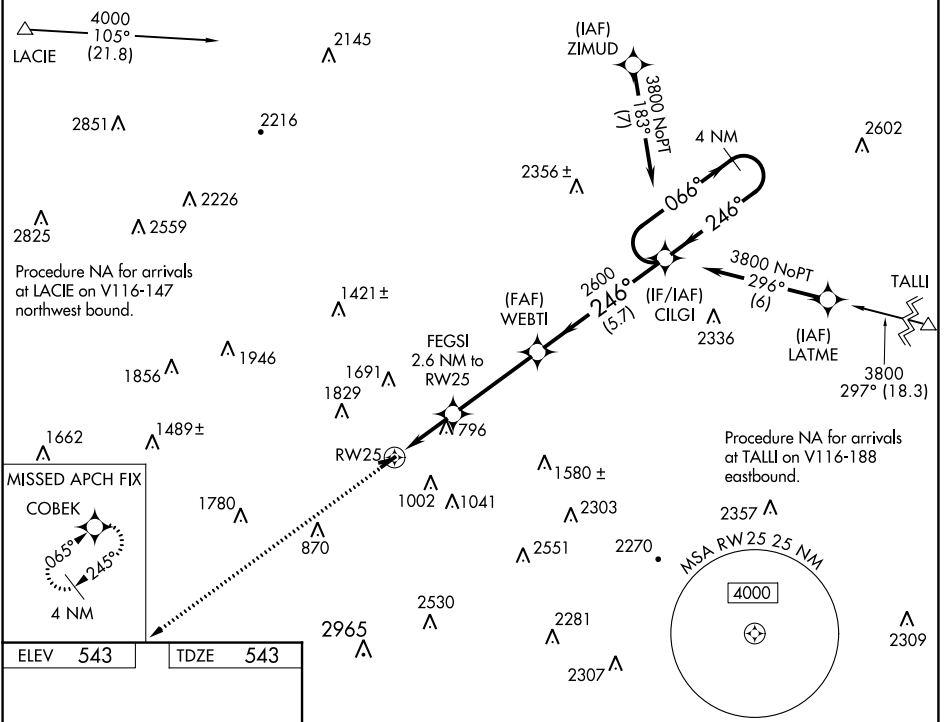 4000
105°
(21.8)
LACIE
2145
(IAF)
ZIMUD
3800 NoPT
183°
(7)
4 NM
2602
2851
2216
2356 ±
066°
246°
2226
2825
2559
Procedure NA for arrivals
at LACIE on V116-147
northwest bound.
3800 NoPT
296°
(6)
TALLI
2600
246°
(5.7)
(IF/IAF)
CILGI
1421 ±
(FAF)
WEBTI
2336
(IAF)
LATME
3800
297° (18.3)
FEGSI
2.6 NM to
RW25
1946
1856
1691
1829
796
1662
1489 ±
RW25
Procedure NA for arrivals
at TALLI on V116-188
eastbound.
1580 ±
MISSED APCH FIX
COBEK
065°
245°
4 NM
1780
1002
1041
2303
2357
870
2551
2270
MSA RW 25 25 NM
4000
2530
2965
2281
2307
2309
ELEV 543
TDZE 543